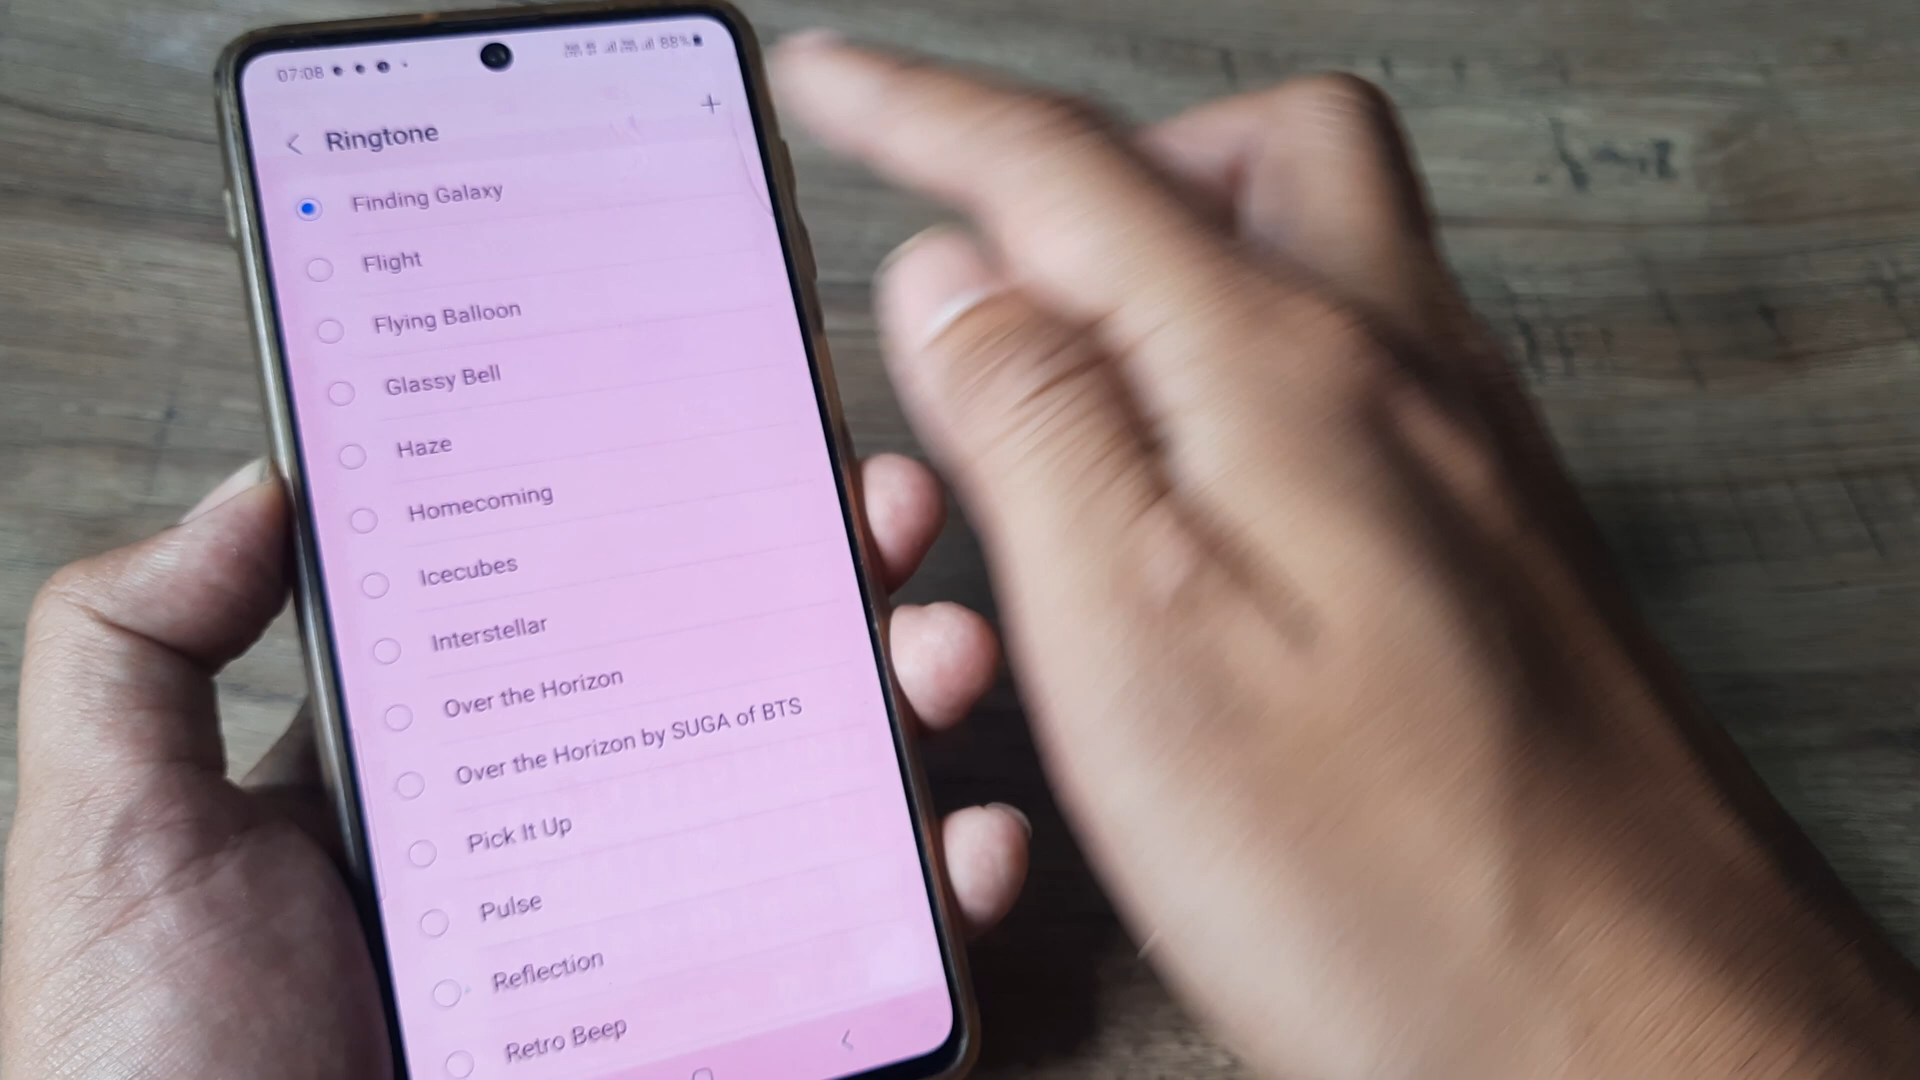 07:08
88%
Ringtone
Finding Galaxy
Flight
Flying Balloon
Glassy Bell
Haze
Homecoming
Icecubes
Interstellar
Over the Horizon
Over the Horizon by SUGA of BTS
Pick It Up
Pulse
Reflection
Retro Beep